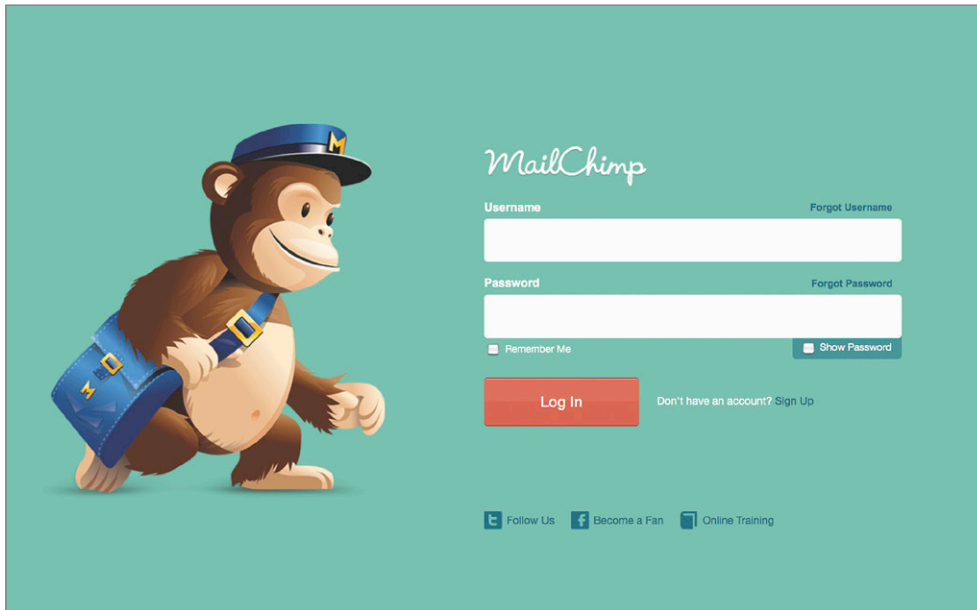 M
M
MailChimp
Username Forgot Username
Password Forgot Password
Remember Me Show Password
Log In Don't have an account? Sign Up
Follow Us Become a Fan Online Training